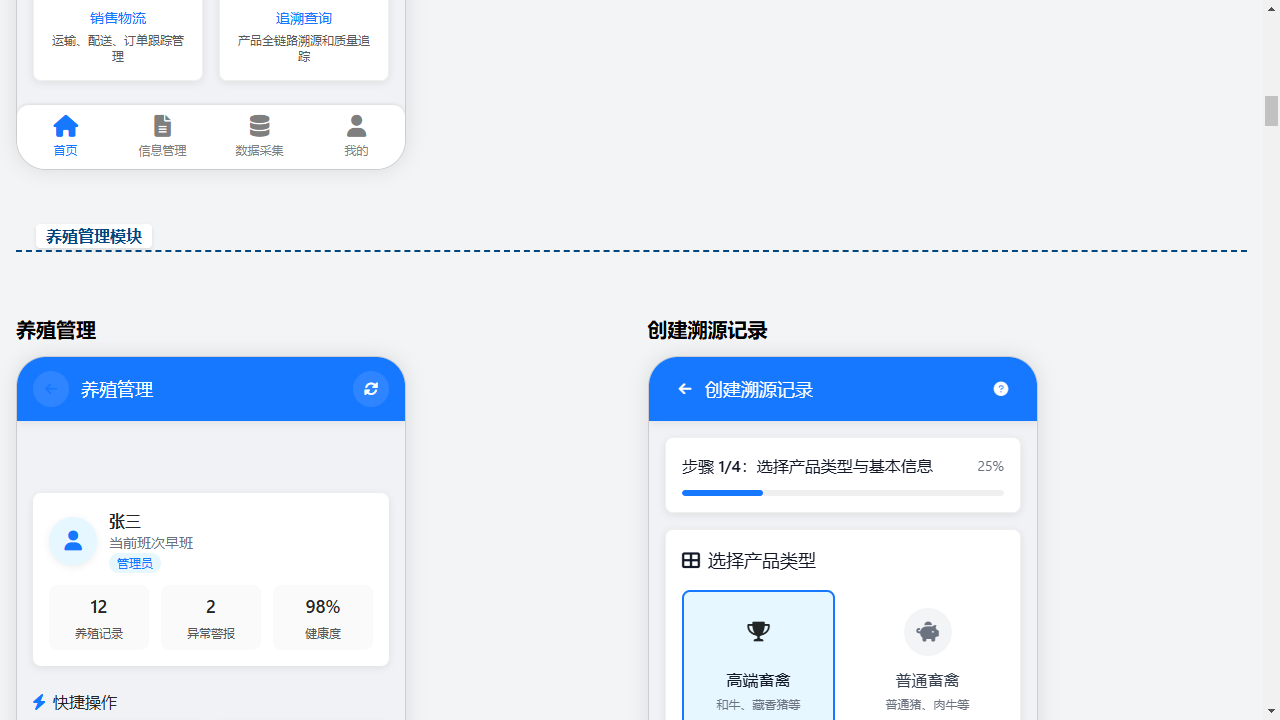 销售物流
运输、配送、订单跟踪管
理
追溯查询
产品全链路溯源和质量追
踪
首页
信息管理
数据采集
我的
养殖管理模块
养殖管理
养殖管理
张三
当前班次早班
管理员
12
养殖记录
2
异常警报
98%
健康度
快捷操作
创建溯源记录
创建溯源记录
步骤 1/4：选择产品类型与基本信息
25%
选择产品类型
高端畜禽
和牛、藏香猪等
普通畜禽
普通猪、肉牛等